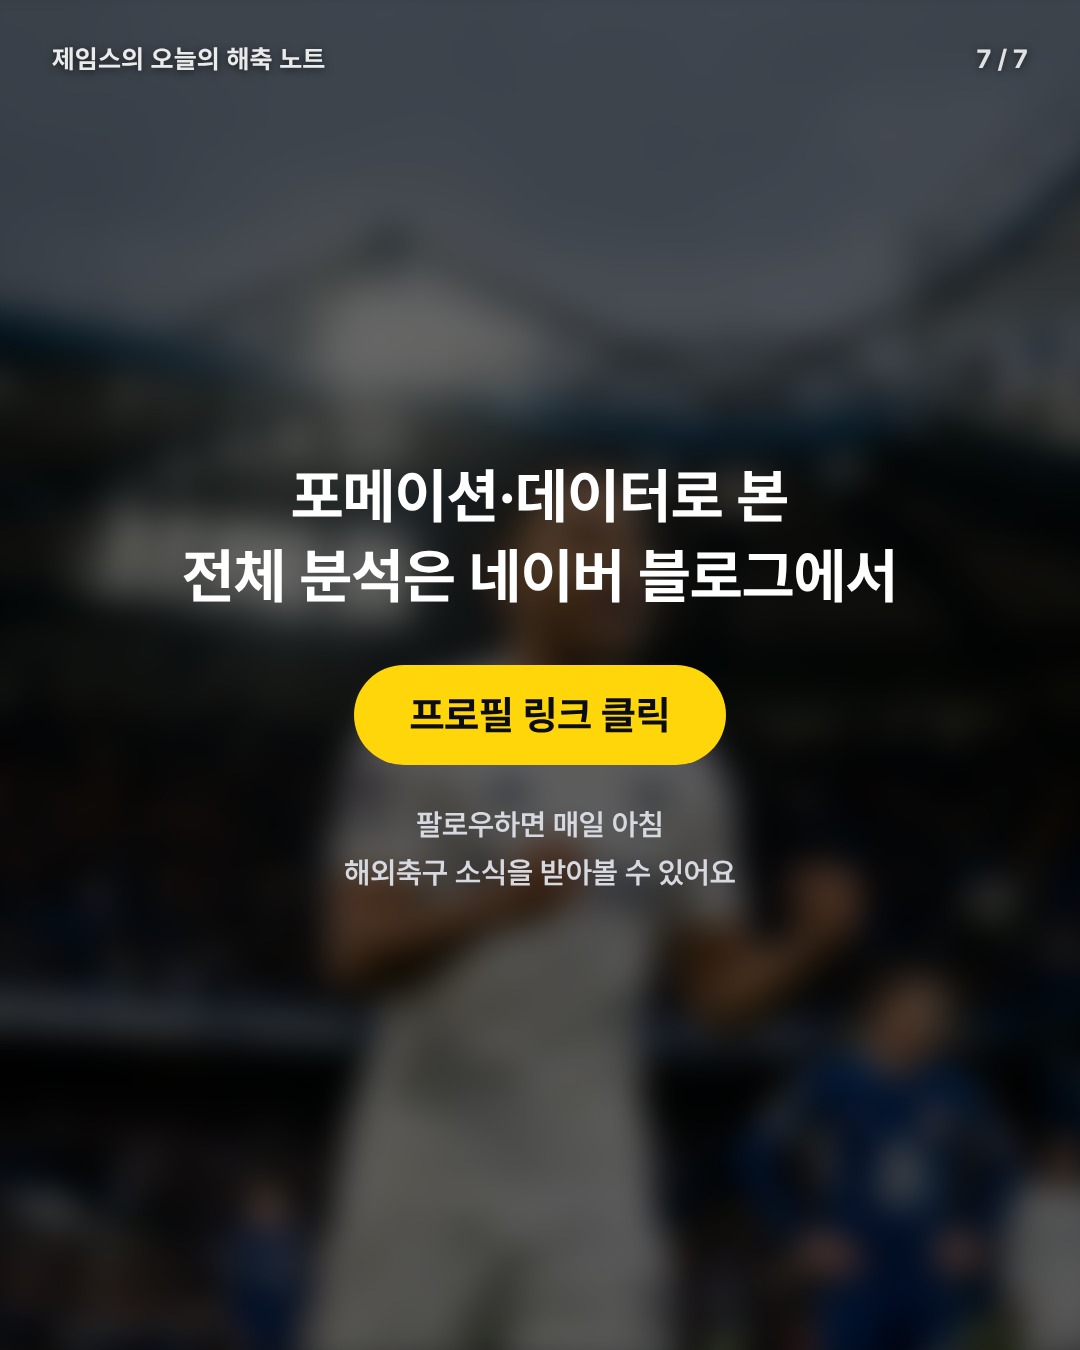 제임스의 오늘의 해축 노트
7 / 7
포메이션·데이터로 본
전체 분석은 네이버 블로그에서
프로필 링크 클릭
팔로우하면 매일 아침
해외축구 소식을 받아볼 수 있어요